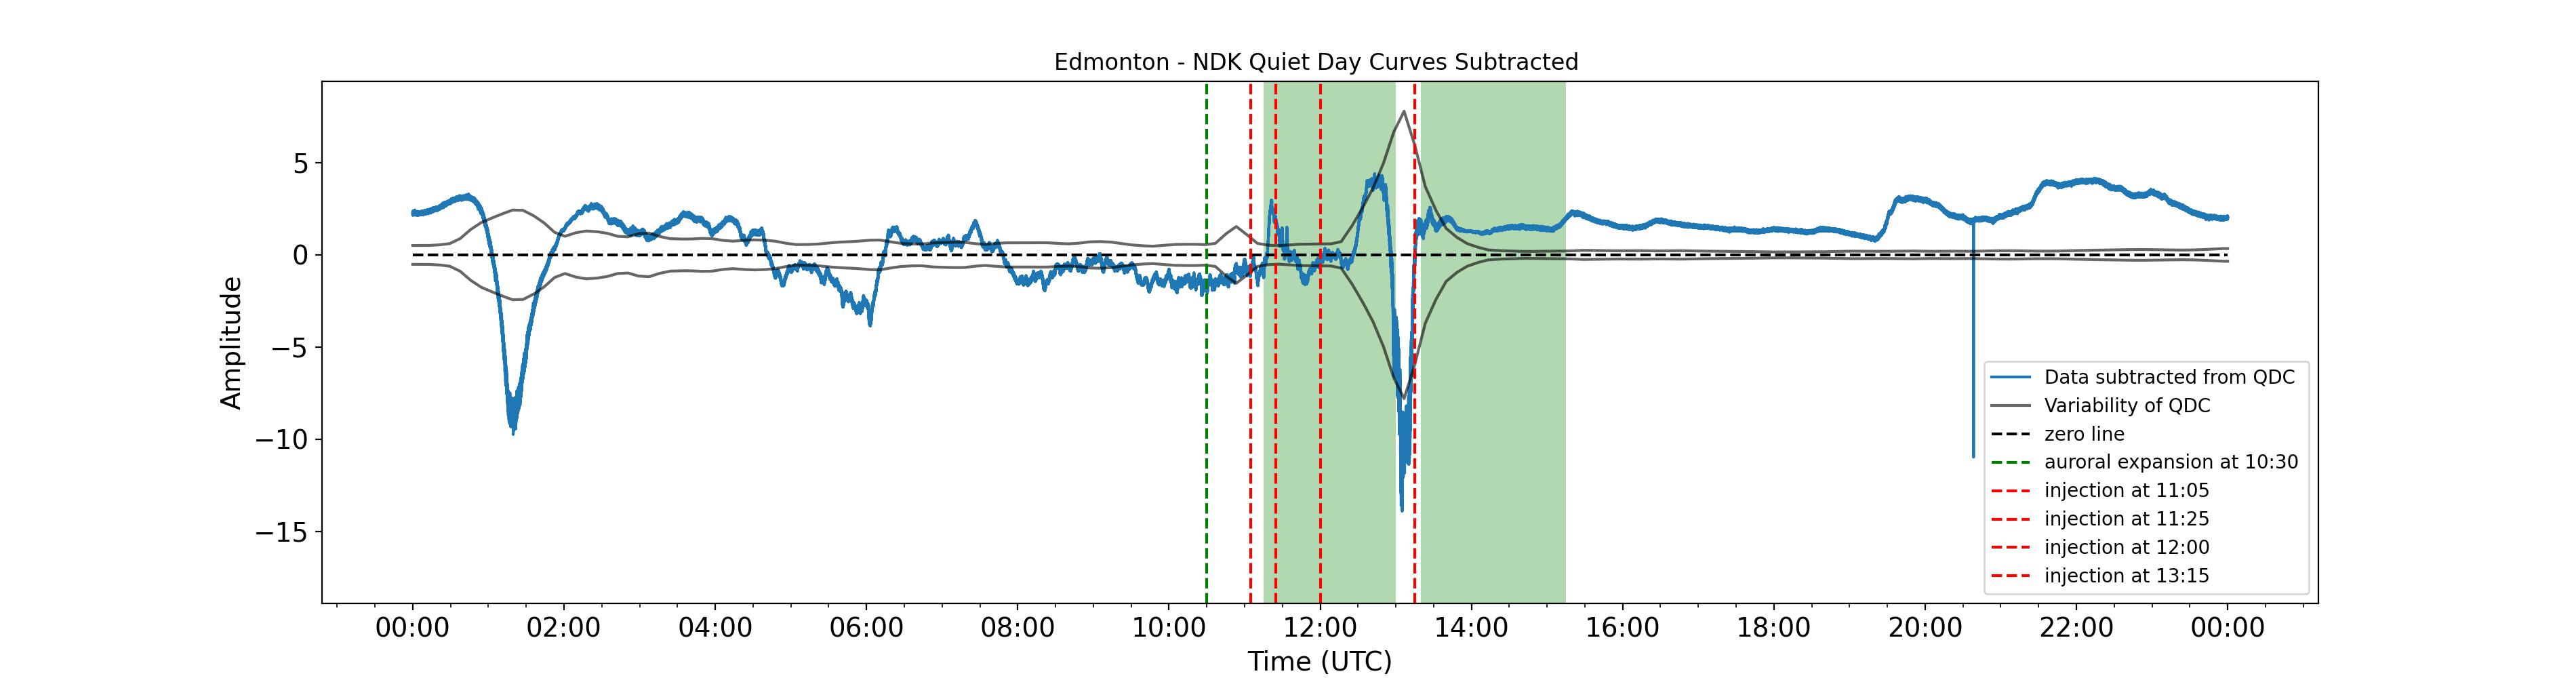 Edmonton - NDK Quiet Day Curves Subtracted
Amplitude
5
0
−5
−10
−15
Data subtracted from QDC
Variability of QDC
zero line
auroral expansion at 10:30
injection at 11:05
injection at 11:25
injection at 12:00
injection at 13:15
00:00 02:00 04:00 06:00 08:00 10:00 12:00 14:00 16:00 18:00 20:00 22:00 00:00
Time (UTC)